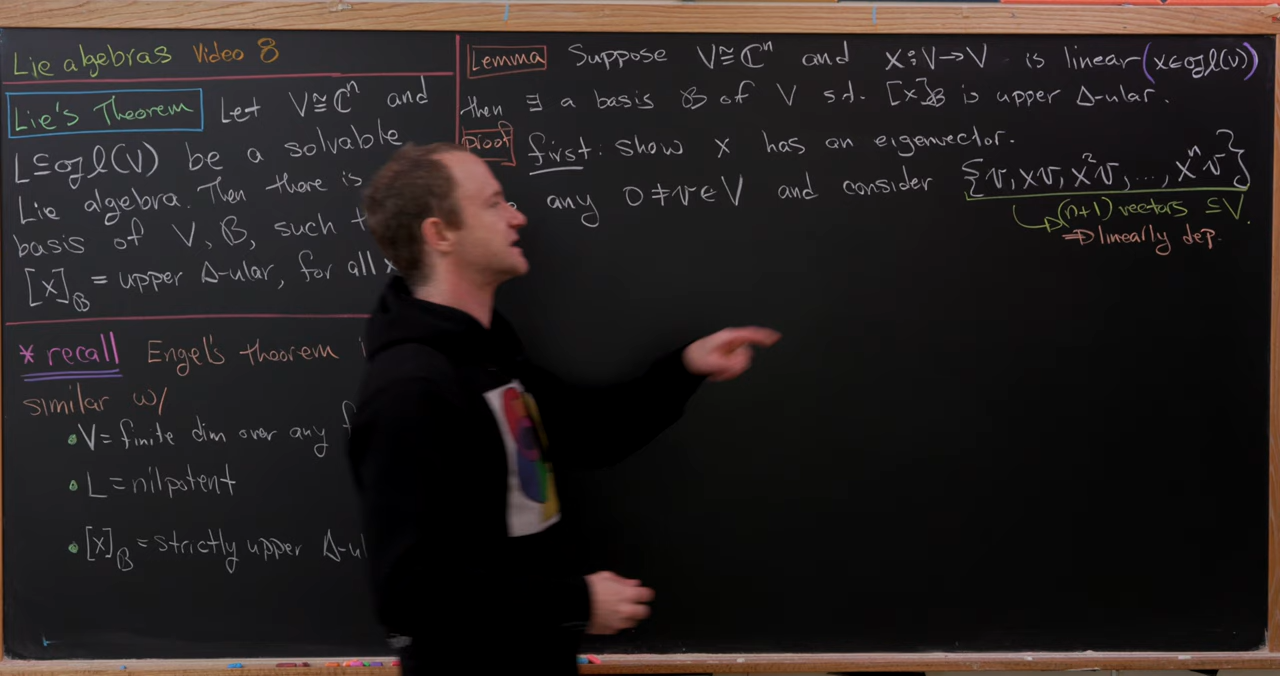 Lie algebras Video 8
Lie's Theorem Let V ≅ ℂⁿ and
L ⊆ gl(V) be a solvable
Lie algebra. Then there is
basis of V, B, such
[x]_B = upper Δ-ular, for all x
* recall Engel's theorem
similar w/
• V = finite dim over any
• L = nilpotent
• [x]_B = strictly upper Δ-ul
Lemma Suppose V ≅ ℂⁿ and x: V → V is linear (x ∈ gl(V))
then ∃ a basis B of V s.t. [x]_B is upper Δ-ular.
Proof first: show x has an eigenvector.
any 0 ≠ v ∈ V and consider {v, xv, x²v, ..., xⁿv}
↳ (n+1) vectors ⊆ V.
⇒ linearly dep.